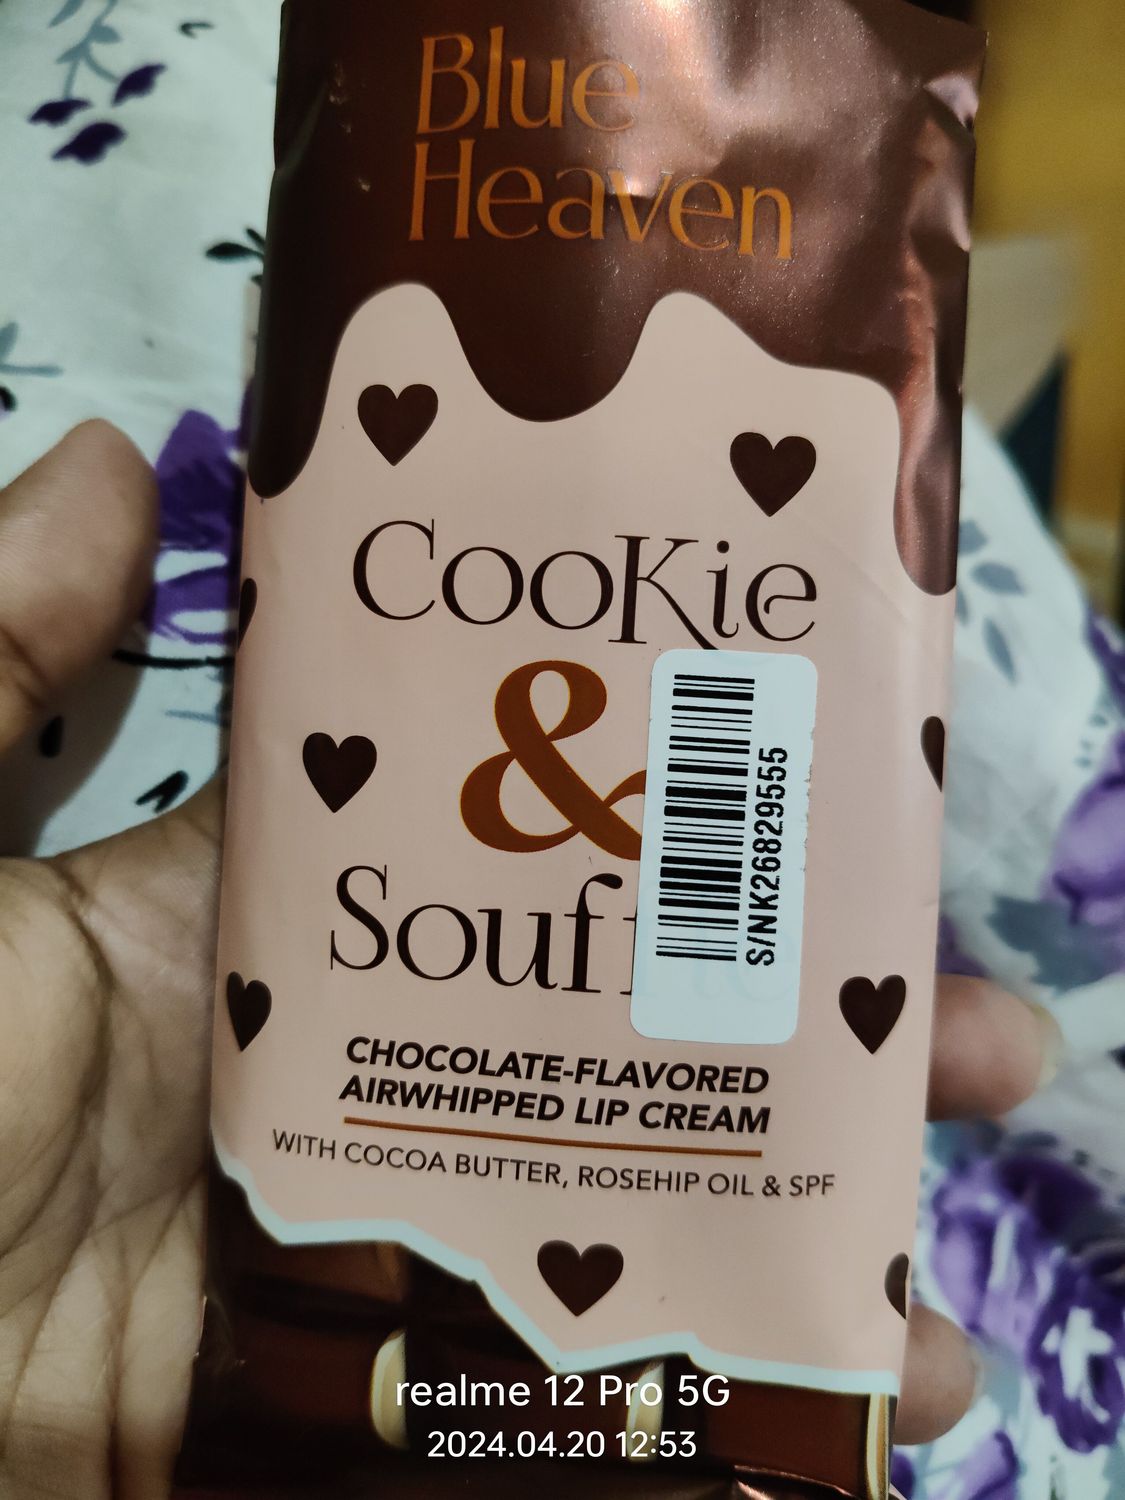 Blue
Heaven
CooKie
&
S/NK26829555
CHOCOLATE-FLAVORED
AIRWHIPPED LIP CREAM
WITH COCOA BUTTER, ROSEHIP OIL & SPF
realme 12 Pro 5G
2024.04.20 12:53